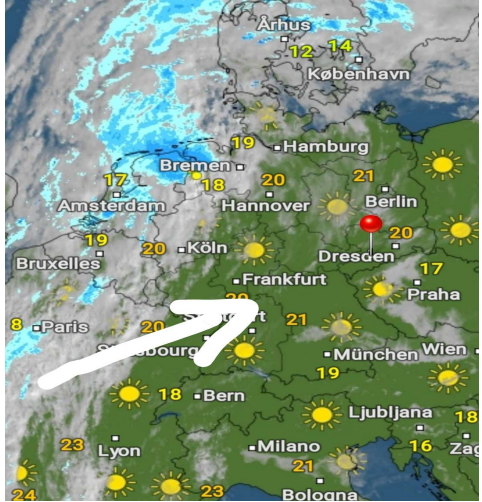 Århus
12 14
København
19 Hamburg
Bremen
17 18
20 21
Amsterdam Hannover Berlin
19 20 Köln 20
Bruxelles Dresden
Frankfurt 17
Praha
8 Paris 20 21
München Wien
19
18 Bern
Ljubljana 18
23 Lyon Milano 16
21
24 23 Bologna